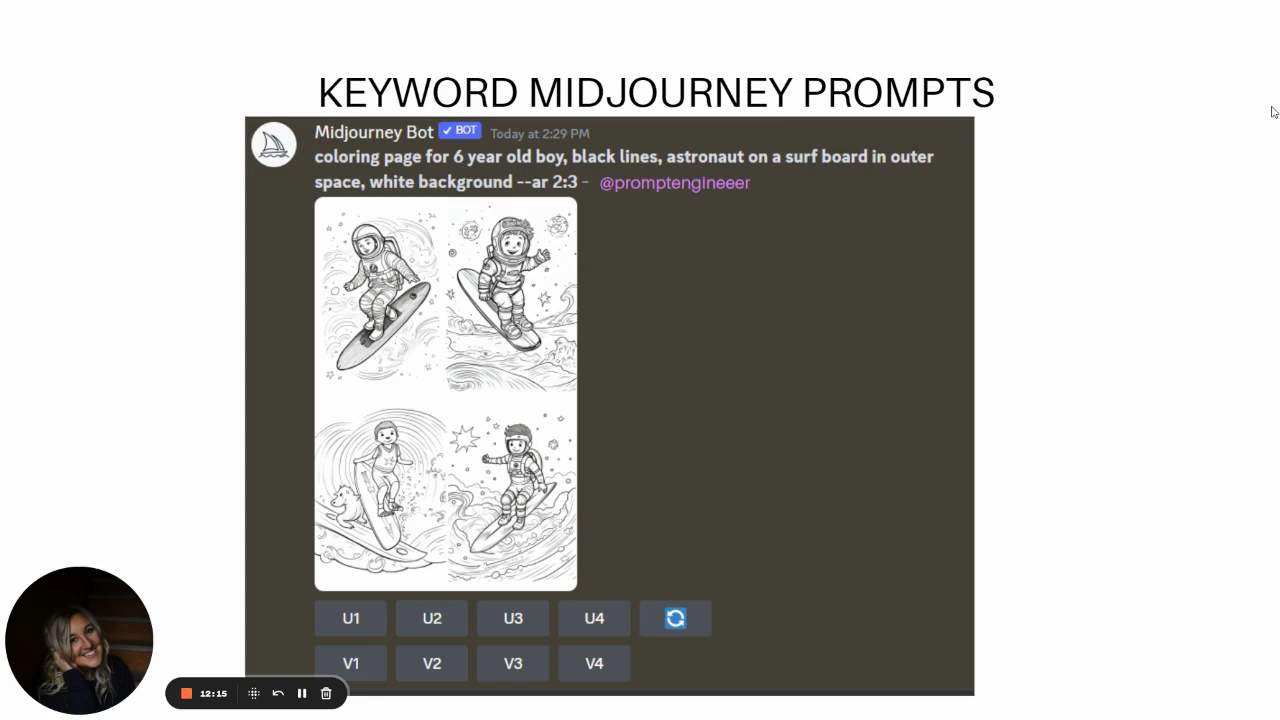 KEYWORD MIDJOURNEY PROMPTS
Midjourney Bot ✓ BOT Today at 2:29 PM
coloring page for 6 year old boy, black lines, astronaut on a surf board in outer
space, white background --ar 2:3 - @promptengineeer
U1 U2 U3 U4
V1 V2 V3 V4
12:15